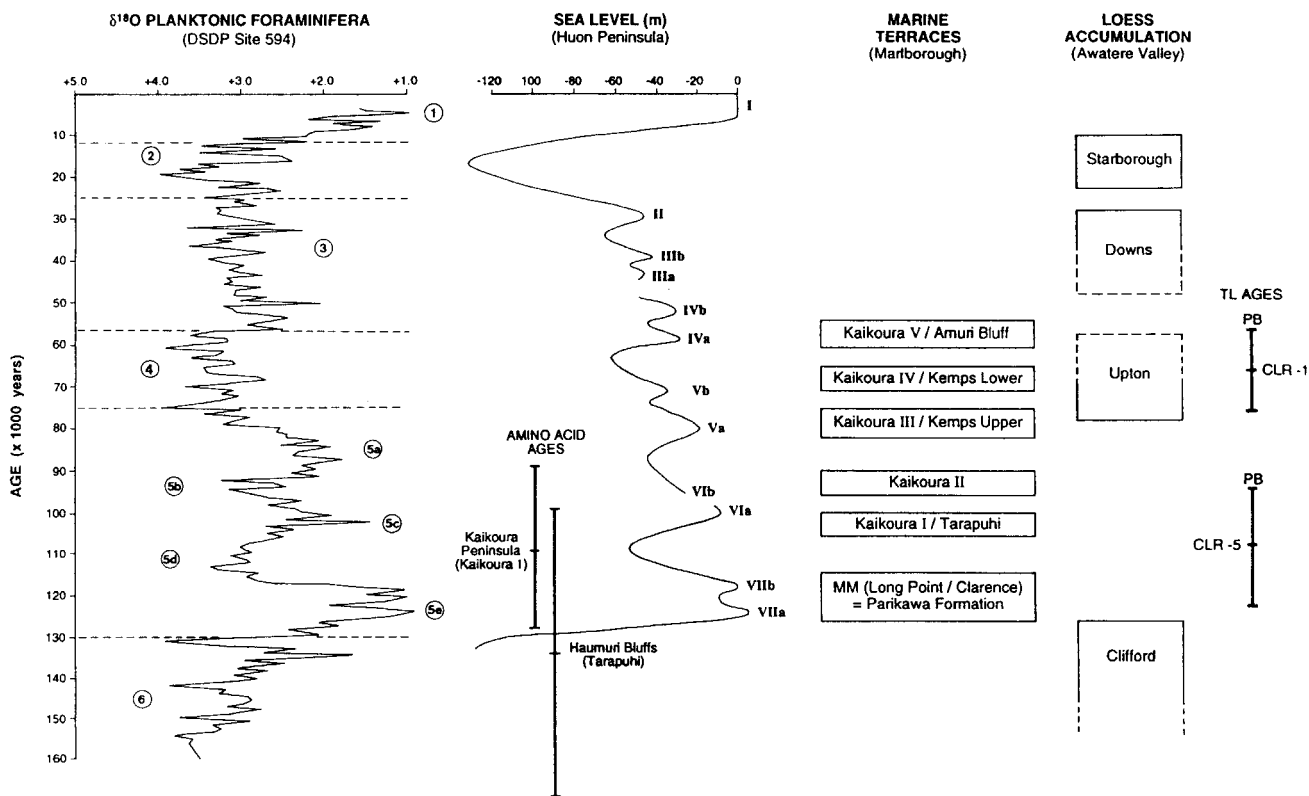 δ¹⁸O PLANKTONIC FORAMINIFERA
(DSDP Site 594)
+5.0 +4.0 +3.0 +2.0 +1.0
AGE (x 1000 years)
10
20
30
40
50
60
70
80
90
100
110
120
130
140
150
160
1
2
3
4
5a
5b
5c
5d
5e
6
SEA LEVEL (m)
(Huon Peninsula)
-120 100 -80 -60 -40 -20 0
I
II
IIIb
IIIa
IVb
IVa
Vb
Va
VIb
VIa
VIIb
VIIa
AMINO ACID
AGES
Kaikoura
Peninsula
(Kaikoura 1)
Haumuri Bluffs
(Tarapuhi)
MARINE
TERRACES
(Marlborough)
Kaikoura V / Amuri Bluff
Kaikoura IV / Kemps Lower
Kaikoura III / Kemps Upper
Kaikoura II
Kaikoura I / Tarapuhi
MM (Long Point / Clarence)
= Parikawa Formation
LOESS
ACCUMULATION
(Awatere Valley)
Starborough
Downs
Upton
Clifford
TL AGES
PB
CLR -1
PB
CLR -5